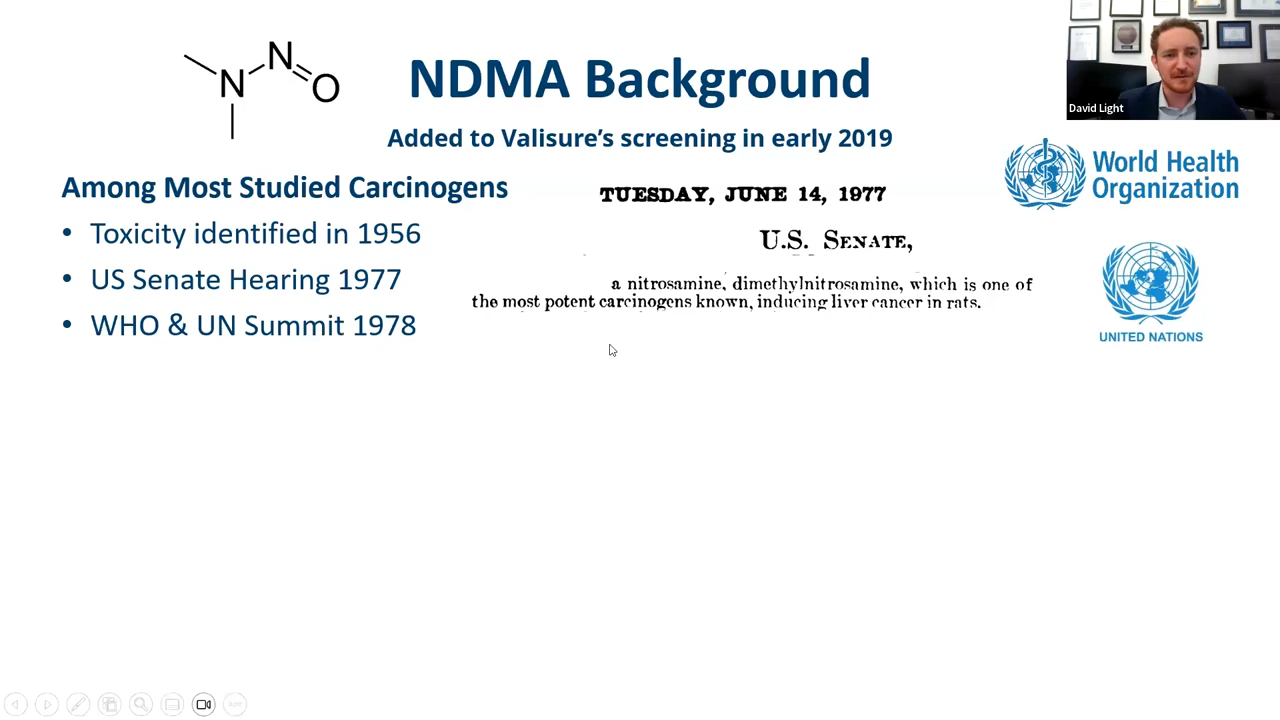 N
N
O
NDMA Background
Added to Valisure's screening in early 2019
David Light
World Health
Organization
Among Most Studied Carcinogens
• Toxicity identified in 1956
• US Senate Hearing 1977
• WHO & UN Summit 1978
TUESDAY, JUNE 14, 1977
U.S. SENATE,
a nitrosamine, dimethylnitrosamine, which is one of
the most potent carcinogens known, inducing liver cancer in rats.
UNITED NATIONS